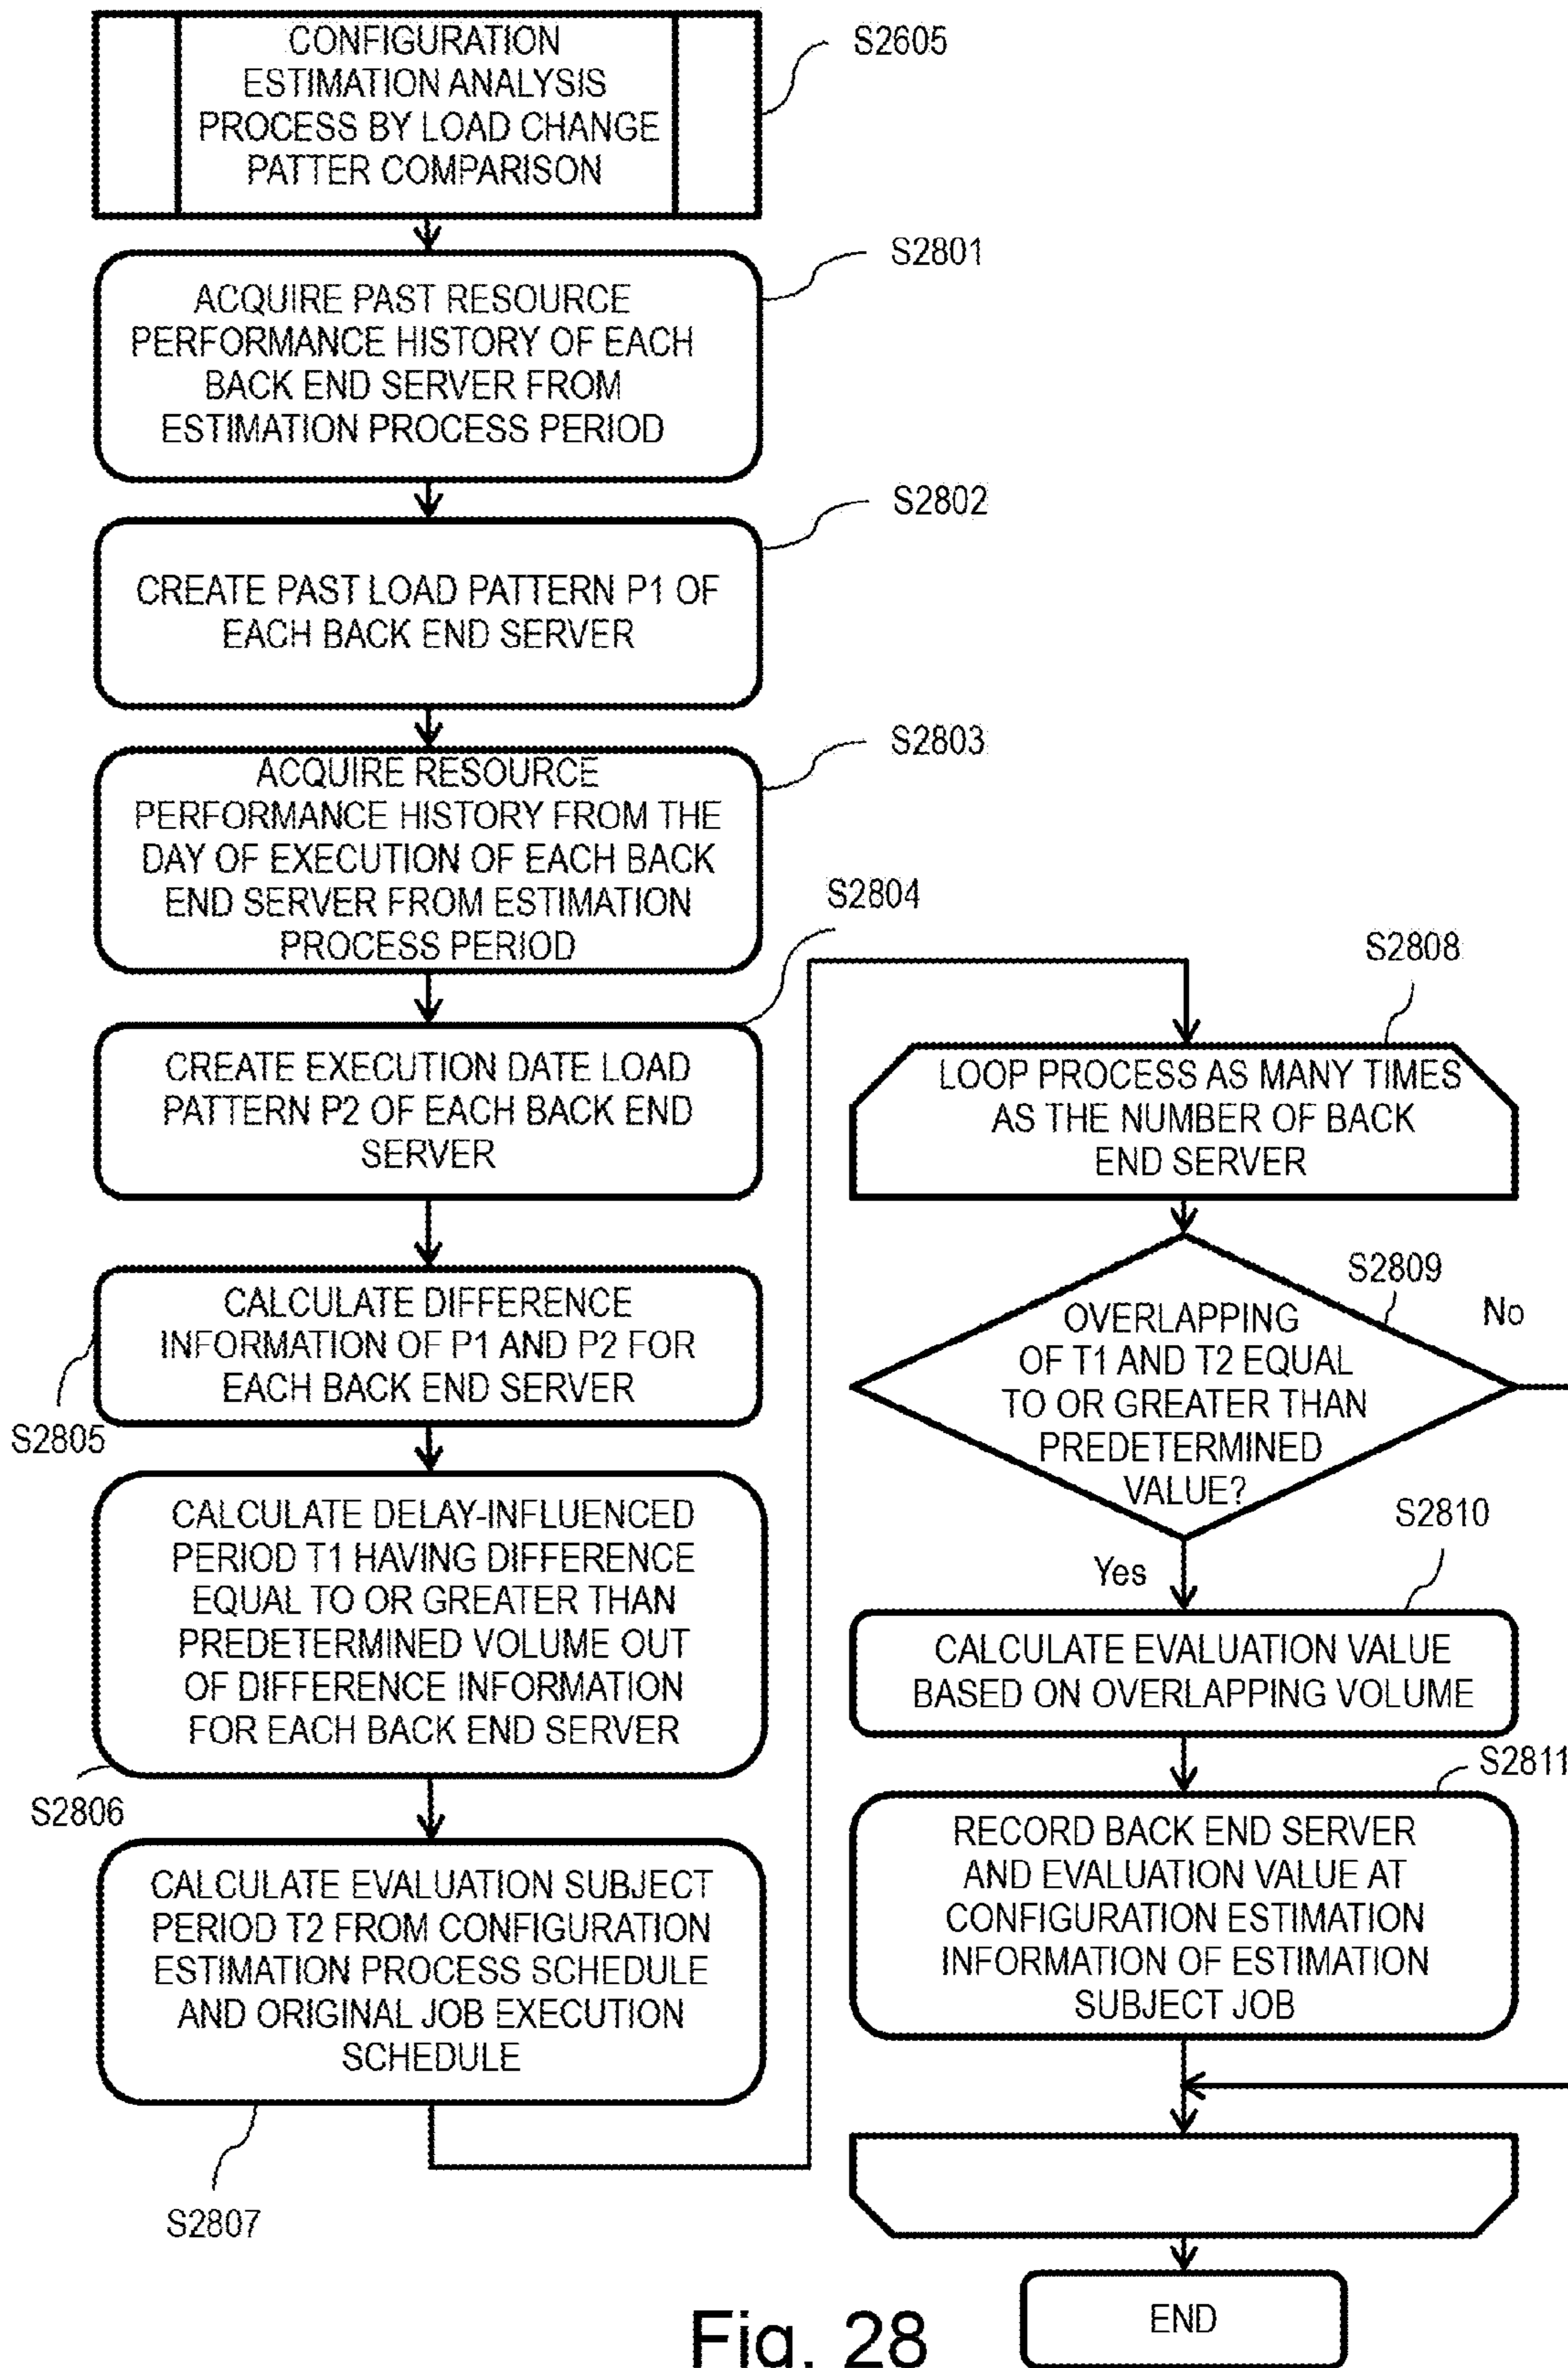 CONFIGURATION
ESTIMATION ANALYSIS
PROCESS BY LOAD CHANGE
PATTER COMPARISON
S2605
ACQUIRE PAST RESOURCE
PERFORMANCE HISTORY OF EACH
BACK END SERVER FROM
ESTIMATION PROCESS PERIOD
S2801
CREATE PAST LOAD PATTERN P1 OF
EACH BACK END SERVER
S2802
ACQUIRE RESOURCE
PERFORMANCE HISTORY FROM THE
DAY OF EXECUTION OF EACH BACK
END SERVER FROM ESTIMATION
PROCESS PERIOD
S2803
CREATE EXECUTION DATE LOAD
PATTERN P2 OF EACH BACK END
SERVER
S2804
CALCULATE DIFFERENCE
INFORMATION OF P1 AND P2 FOR
EACH BACK END SERVER
S2805
CALCULATE DELAY-INFLUENCED
PERIOD T1 HAVING DIFFERENCE
EQUAL TO OR GREATER THAN
PREDETERMINED VOLUME OUT
OF DIFFERENCE INFORMATION
FOR EACH BACK END SERVER
S2806
CALCULATE EVALUATION SUBJECT
PERIOD T2 FROM CONFIGURATION
ESTIMATION PROCESS SCHEDULE
AND ORIGINAL JOB EXECUTION
SCHEDULE
S2807
S2808
LOOP PROCESS AS MANY TIMES
AS THE NUMBER OF BACK
END SERVER
S2809
No
OVERLAPPING
OF T1 AND T2 EQUAL
TO OR GREATER THAN
PREDETERMINED
VALUE?
Yes
S2810
CALCULATE EVALUATION VALUE
BASED ON OVERLAPPING VOLUME
S2811
RECORD BACK END SERVER
AND EVALUATION VALUE AT
CONFIGURATION ESTIMATION
INFORMATION OF ESTIMATION
SUBJECT JOB
END
Fig. 28